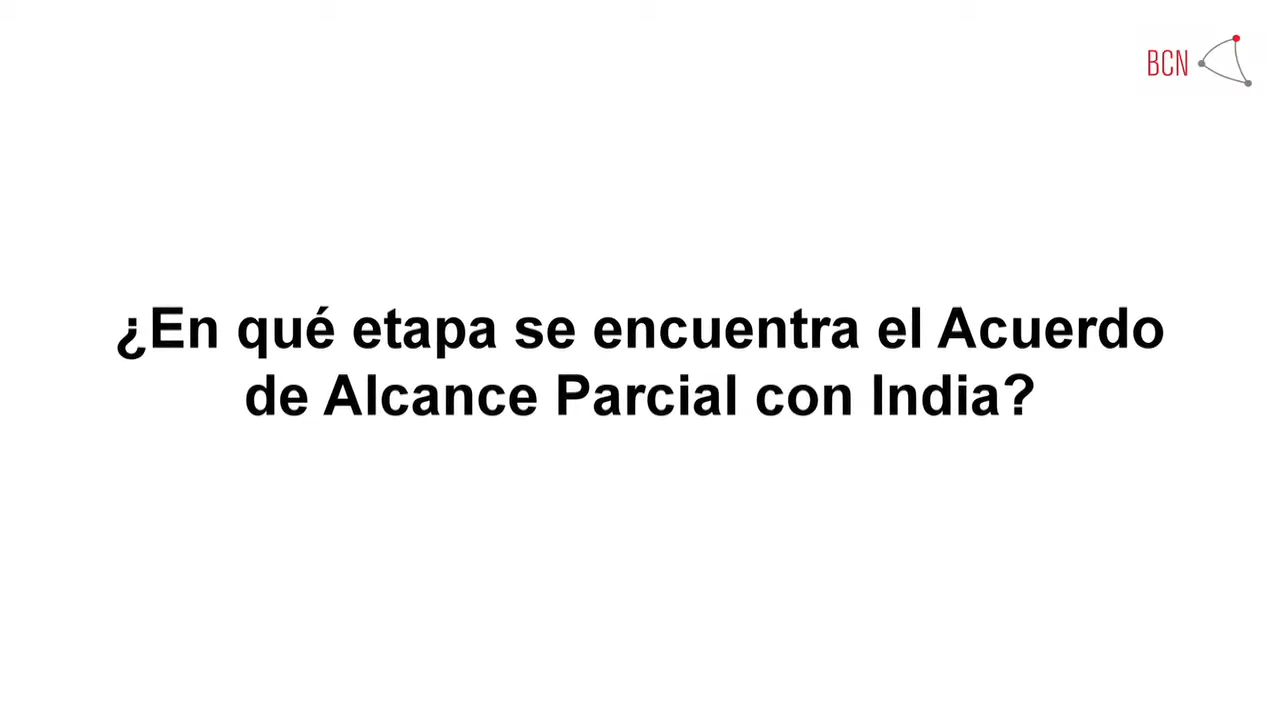 BCN
¿En qué etapa se encuentra el Acuerdo
de Alcance Parcial con India?